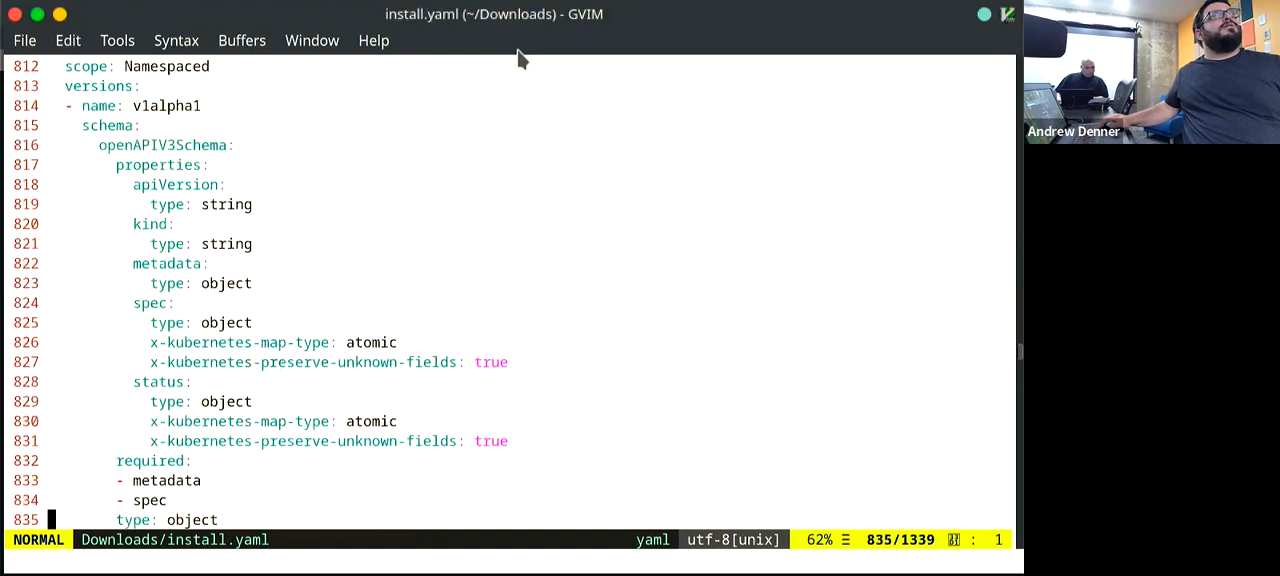 install.yaml (~/Downloads) - GVIM
File Edit Tools Syntax Buffers Window Help
812 scope: Namespaced
813 versions:
814 - name: v1alpha1
815 schema:
816 openAPIV3Schema:
817 properties:
818 apiVersion:
819 type: string
820 kind:
821 type: string
822 metadata:
823 type: object
824 spec:
825 type: object
826 x-kubernetes-map-type: atomic
827 x-kubernetes-preserve-unknown-fields: true
828 status:
829 type: object
830 x-kubernetes-map-type: atomic
831 x-kubernetes-preserve-unknown-fields: true
832 required:
833 - metadata
834 - spec
835 type: object
NORMAL Downloads/install.yaml yaml utf-8[unix] 62% ☰ 835/1339 : 1
Andrew Denner